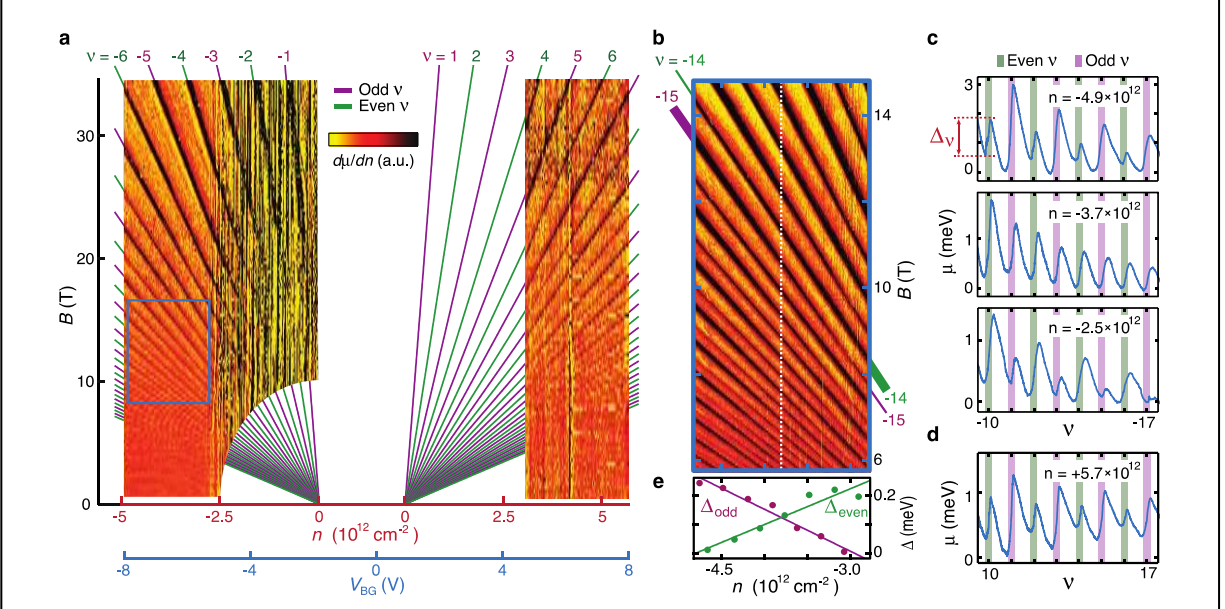 a
ν = -6 -5 -4 -3 -2 -1
ν = 1 2 3 4 5 6
Odd ν
Even ν
dμ/dn (a.u.)
B (T)
30
20
10
0
-5 -2.5 0 0 2.5 5
n (10¹² cm⁻²)
-8 -4 0 4 8
V_BG (V)
b
ν = -14
-15
14
10
6
B (T)
-14
-15
e
Δodd
Δeven
0.2
0
Δ (meV)
-4.5 -3.0
n (10¹² cm⁻²)
c
Even ν Odd ν
n = -4.9×10¹²
3
0
Δν
n = -3.7×10¹²
1
0
μ (meV)
n = -2.5×10¹²
1
0
-10 ν -17
d
n = +5.7×10¹²
1
0
μ (meV)
10 ν 17